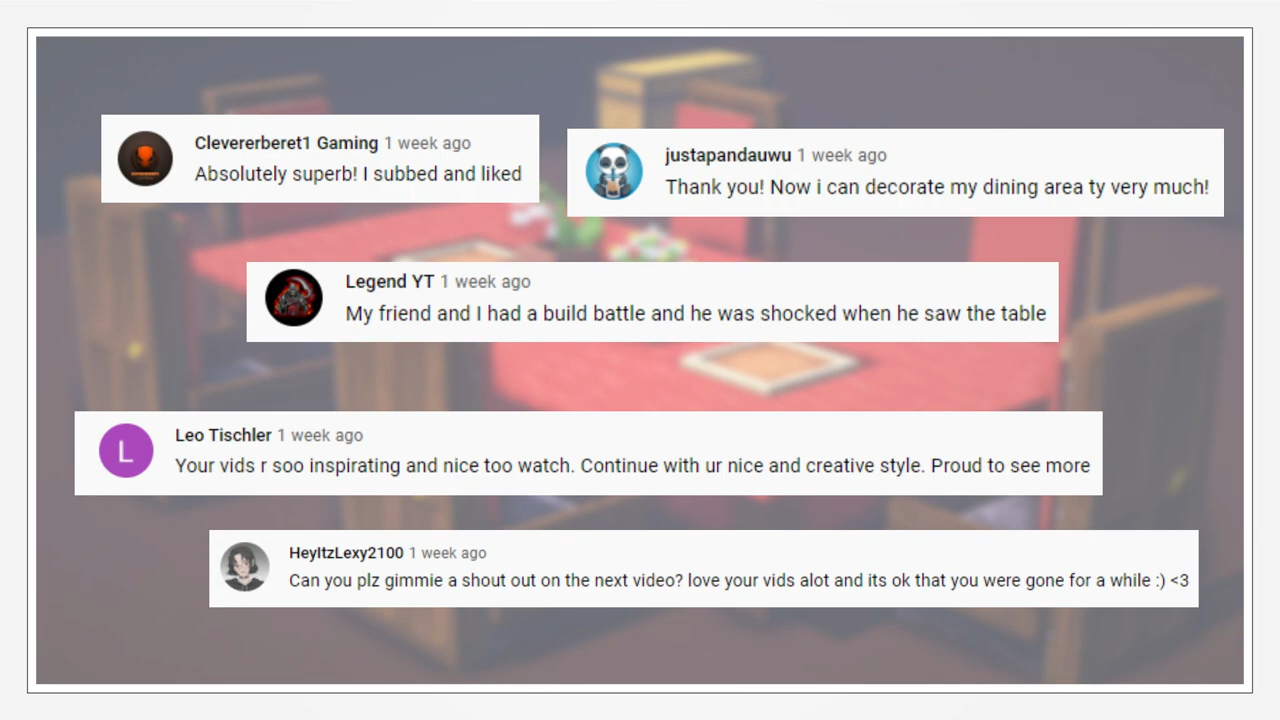 Clevererberet1 Gaming 1 week ago
Absolutely superb! I subbed and liked
justapandauwu 1 week ago
Thank you! Now i can decorate my dining area ty very much!
Legend YT 1 week ago
My friend and I had a build battle and he was shocked when he saw the table
L
Leo Tischler 1 week ago
Your vids r soo inspirating and nice too watch. Continue with ur nice and creative style. Proud to see more
HeyItzLexy2100 1 week ago
Can you plz gimmie a shout out on the next video? love your vids alot and its ok that you were gone for a while :) <3